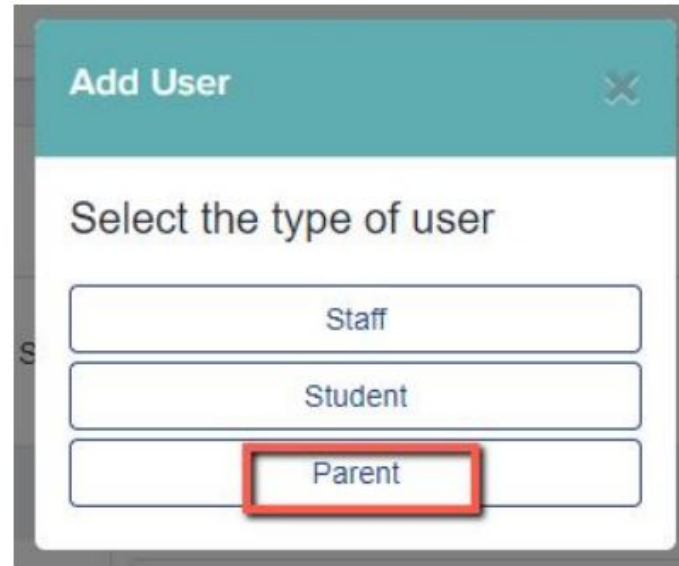 Add User
Select the type of user
Staff
Student
Parent